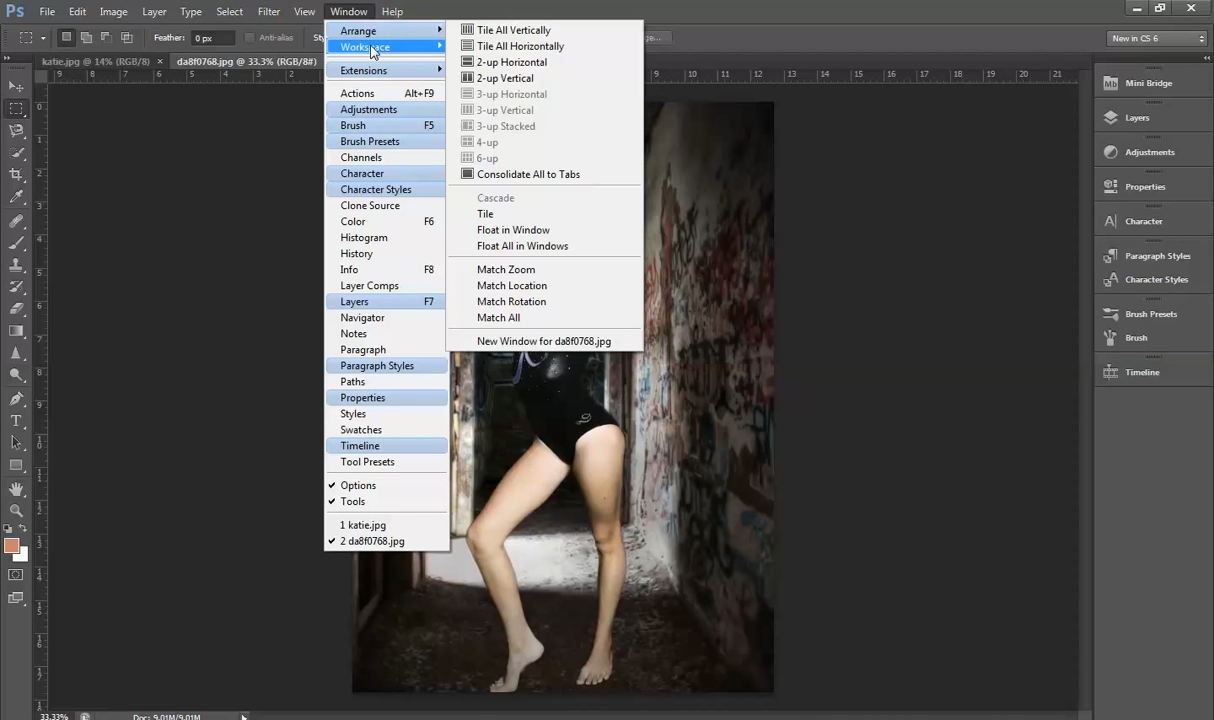 Ps File Edit Image Layer Type Select Filter View Window Help
Feather: 0 px Anti-alias
New in CS 6
katie.jpg @ 14% (RGB/8) × da8f0768.jpg @ 33.3% (RGB/8#)
Arrange
Workspace
Extensions
Actions Alt+F9
Adjustments
Brush F5
Brush Presets
Channels
Character
Character Styles
Clone Source
Color F6
Histogram
History
Info F8
Layer Comps
Layers F7
Navigator
Notes
Paragraph
Paragraph Styles
Paths
Properties
Styles
Swatches
Timeline
Tool Presets
Options
Tools
1 katie.jpg
2 da8f0768.jpg
Tile All Vertically
Tile All Horizontally
2-up Horizontal
2-up Vertical
3-up Horizontal
3-up Vertical
3-up Stacked
4-up
6-up
Consolidate All to Tabs
Cascade
Tile
Float in Window
Float All in Windows
Match Zoom
Match Location
Match Rotation
Match All
New Window for da8f0768.jpg
Mini Bridge
Layers
Adjustments
Properties
Character
Paragraph Styles
Character Styles
Brush Presets
Brush
Timeline
33.33% Doc: 9.01M/9.01M